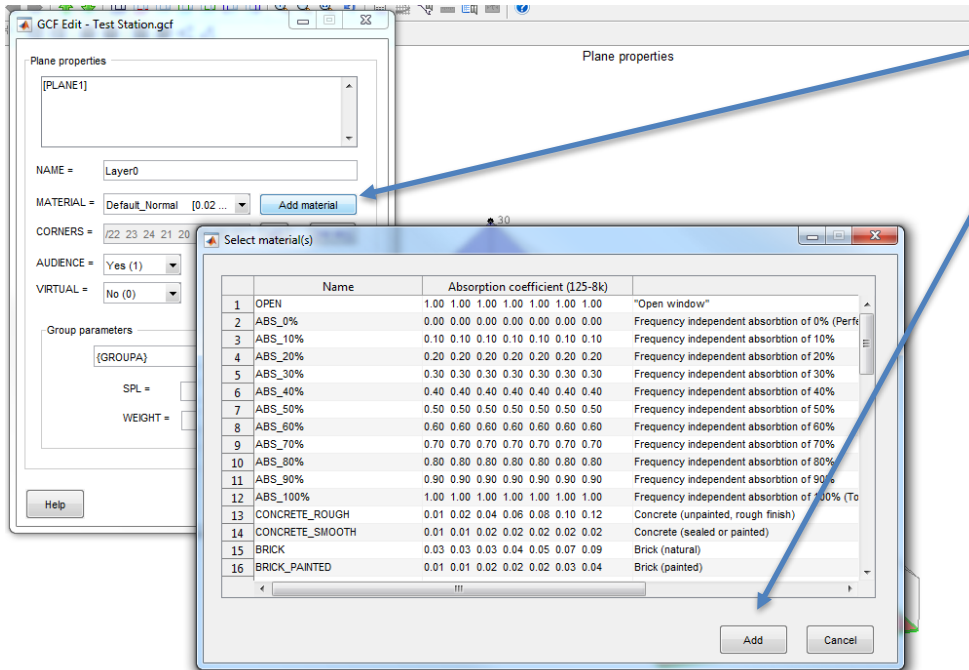 GCF Edit - Test Station.gcf
Plane properties
Plane properties
[PLANE1]
NAME = Layer0
MATERIAL = Default_Normal [0.02 ... Add material
30
CORNERS = /22 23 24 21 20
AUDIENCE = Yes (1)
VIRTUAL = No (0)
Group parameters
{GROUPA}
SPL =
WEIGHT =
Help
Select material(s)
Name Absorption coefficient (125-8k)
1 OPEN 1.00 1.00 1.00 1.00 1.00 1.00 1.00 "Open window"
2 ABS_0% 0.00 0.00 0.00 0.00 0.00 0.00 0.00 Frequency independent absorbtion of 0% (Perfe
3 ABS_10% 0.10 0.10 0.10 0.10 0.10 0.10 0.10 Frequency independent absorbtion of 10%
4 ABS_20% 0.20 0.20 0.20 0.20 0.20 0.20 0.20 Frequency independent absorbtion of 20%
5 ABS_30% 0.30 0.30 0.30 0.30 0.30 0.30 0.30 Frequency independent absorbtion of 30%
6 ABS_40% 0.40 0.40 0.40 0.40 0.40 0.40 0.40 Frequency independent absorbtion of 40%
7 ABS_50% 0.50 0.50 0.50 0.50 0.50 0.50 0.50 Frequency independent absorbtion of 50%
8 ABS_60% 0.60 0.60 0.60 0.60 0.60 0.60 0.60 Frequency independent absorbtion of 60%
9 ABS_70% 0.70 0.70 0.70 0.70 0.70 0.70 0.70 Frequency independent absorbtion of 70%
10 ABS_80% 0.80 0.80 0.80 0.80 0.80 0.80 0.80 Frequency independent absorbtion of 80%
11 ABS_90% 0.90 0.90 0.90 0.90 0.90 0.90 0.90 Frequency independent absorbtion of 90%
12 ABS_100% 1.00 1.00 1.00 1.00 1.00 1.00 1.00 Frequency independent absorbtion of 100% (To
13 CONCRETE_ROUGH 0.01 0.02 0.04 0.06 0.08 0.10 0.12 Concrete (unpainted, rough finish)
14 CONCRETE_SMOOTH 0.01 0.01 0.02 0.02 0.02 0.02 0.02 Concrete (sealed or painted)
15 BRICK 0.03 0.03 0.03 0.04 0.05 0.07 0.09 Brick (natural)
16 BRICK_PAINTED 0.01 0.01 0.02 0.02 0.02 0.03 0.04 Brick (painted)
Add Cancel